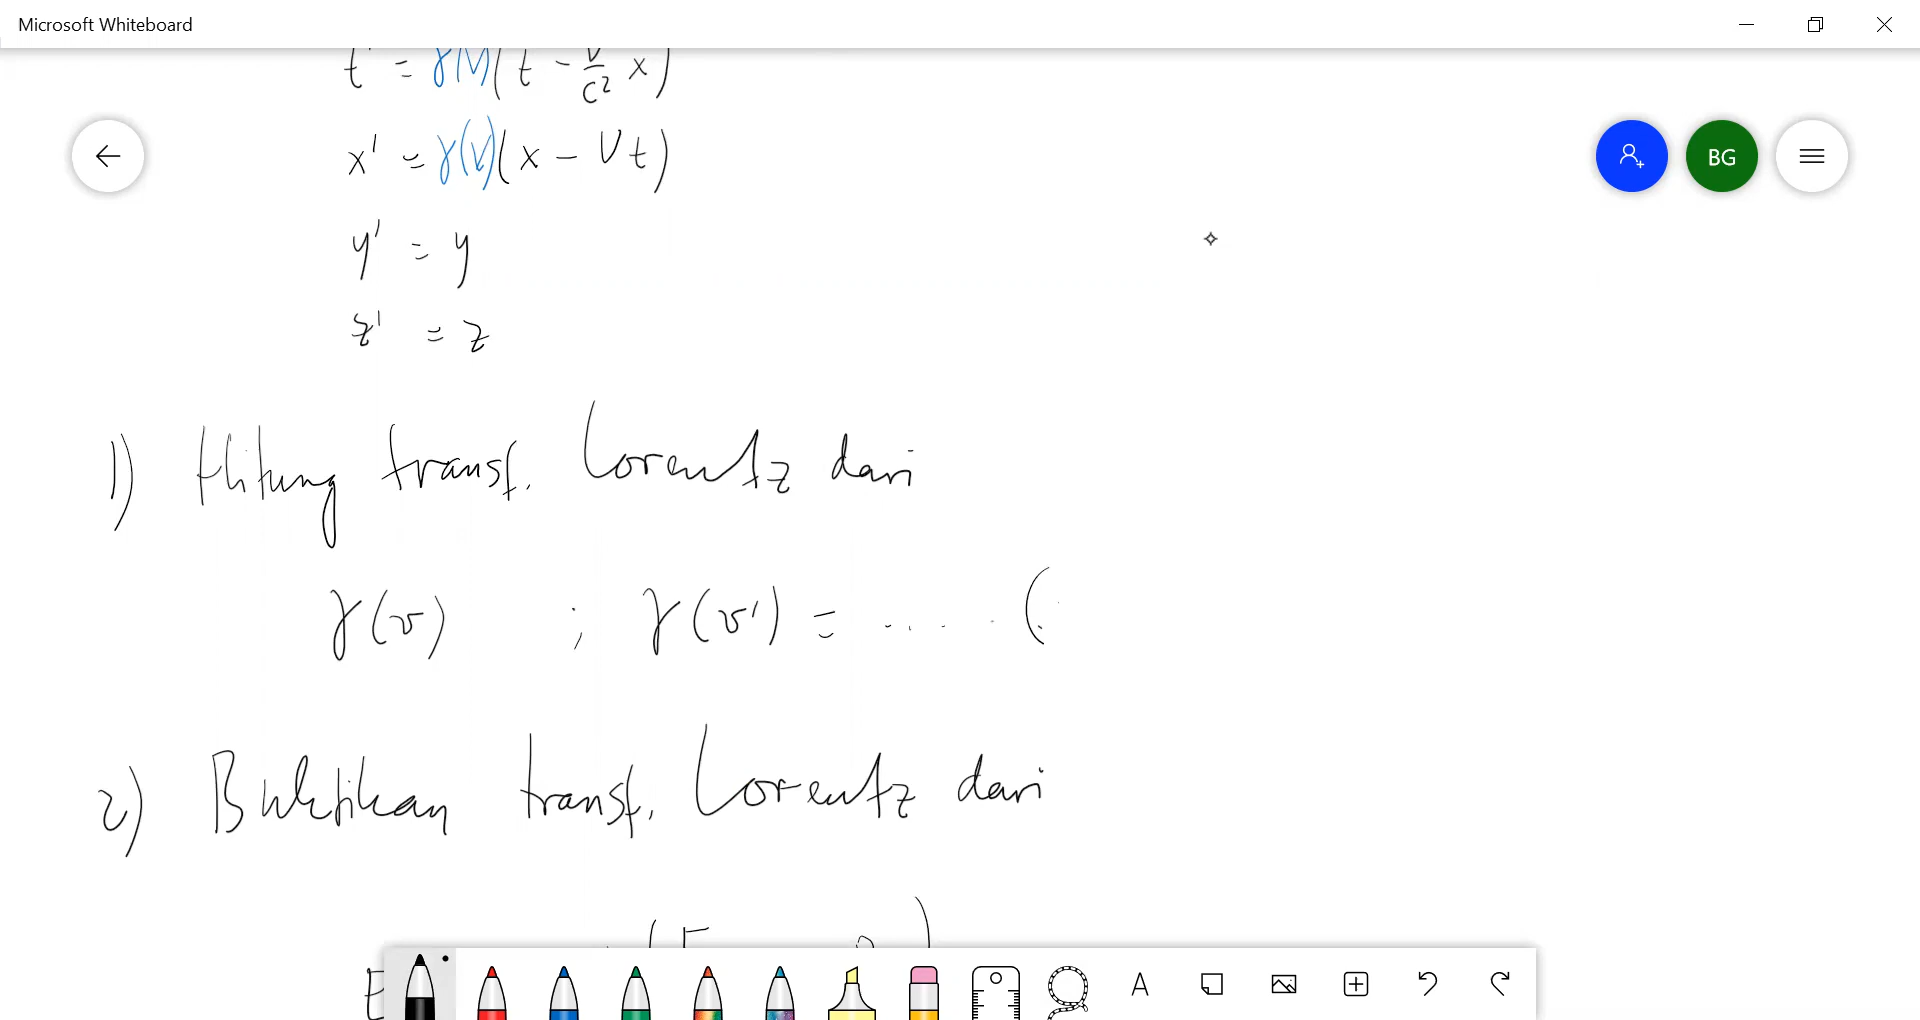 Microsoft Whiteboard
t' = γ(V)(t - V/c² x)
BG
x' = γ(V)(x - Vt)
y' = y
z' = z
1) Hitung transf. Lorentz dari
γ(v) ; γ(v') = ..... (
2) Buktikan transf. Lorentz dari
E
A